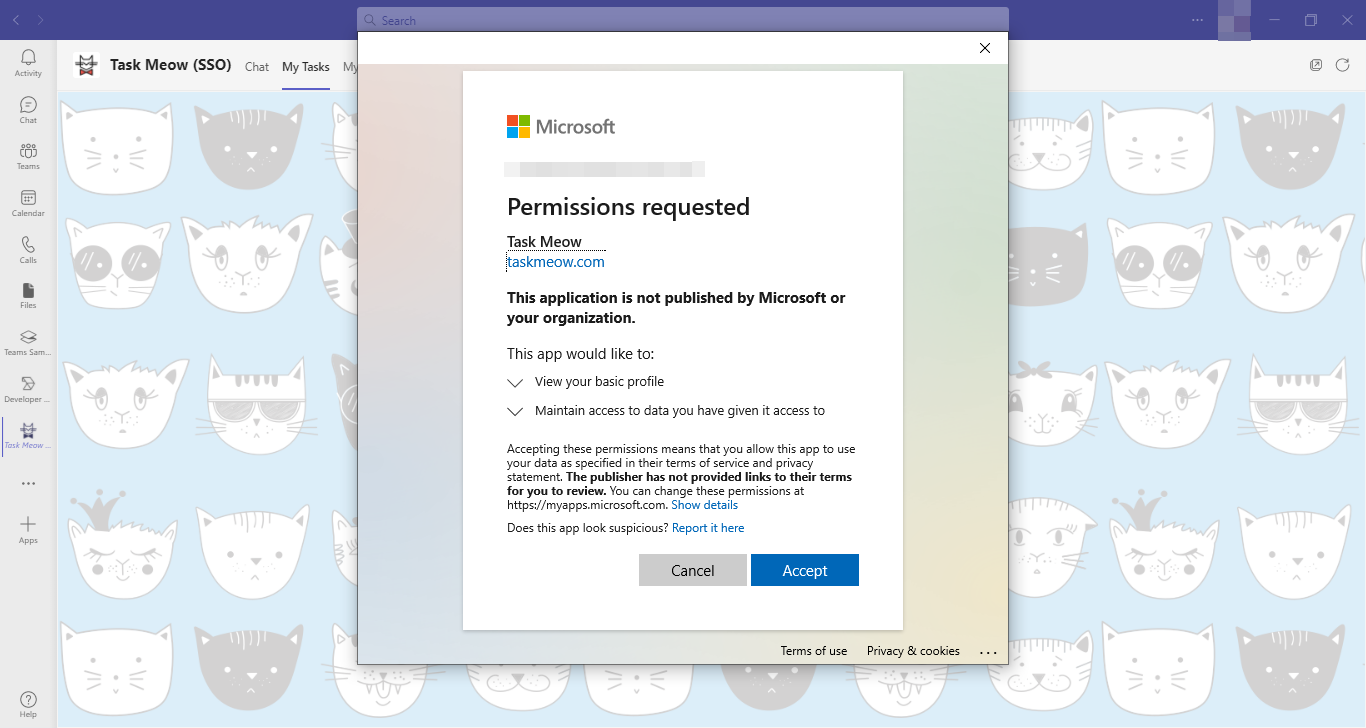 Search
Activity
Chat
Teams
Calendar
Calls
Files
Teams Sam...
Developer ...
Task Meow ...
Apps
Help
Task Meow (SSO)
Chat
My Tasks
My
Microsoft
Permissions requested
Task Meow
taskmeow.com
This application is not published by Microsoft or
your organization.
This app would like to:
View your basic profile
Maintain access to data you have given it access to
Accepting these permissions means that you allow this app to use
your data as specified in their terms of service and privacy
statement. The publisher has not provided links to their terms
for you to review. You can change these permissions at
https://myapps.microsoft.com. Show details
Does this app look suspicious? Report it here
Cancel
Accept
Terms of use
Privacy & cookies